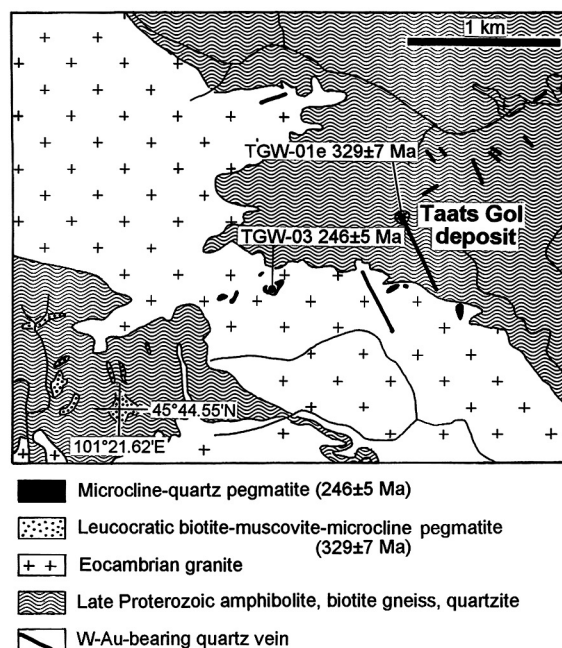 1 km
TGW-01e 329±7 Ma
Taats Gol
deposit
TGW-03 246±5 Ma
45°44.55'N
101°21.62'E
Microcline-quartz pegmatite (246±5 Ma)
Leucocratic biotite-muscovite-microcline pegmatite
(329±7 Ma)
Eocambrian granite
Late Proterozoic amphibolite, biotite gneiss, quartzite
W-Au-bearing quartz vein